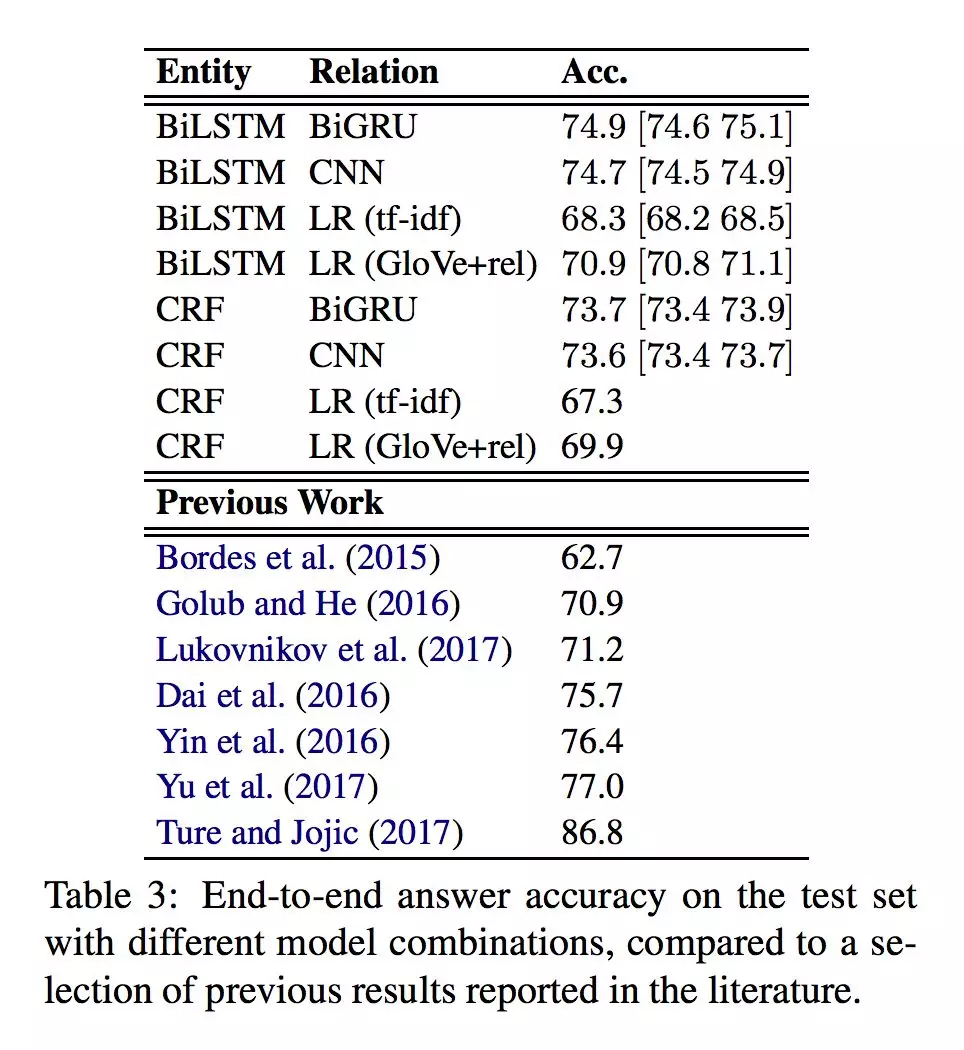 Entity Relation Acc.
BiLSTM BiGRU 74.9 [74.6 75.1]
BiLSTM CNN 74.7 [74.5 74.9]
BiLSTM LR (tf-idf) 68.3 [68.2 68.5]
BiLSTM LR (GloVe+rel) 70.9 [70.8 71.1]
CRF BiGRU 73.7 [73.4 73.9]
CRF CNN 73.6 [73.4 73.7]
CRF LR (tf-idf) 67.3
CRF LR (GloVe+rel) 69.9
Previous Work
Bordes et al. (2015) 62.7
Golub and He (2016) 70.9
Lukovnikov et al. (2017) 71.2
Dai et al. (2016) 75.7
Yin et al. (2016) 76.4
Yu et al. (2017) 77.0
Ture and Jojic (2017) 86.8
Table 3: End-to-end answer accuracy on the test set
with different model combinations, compared to a se-
lection of previous results reported in the literature.